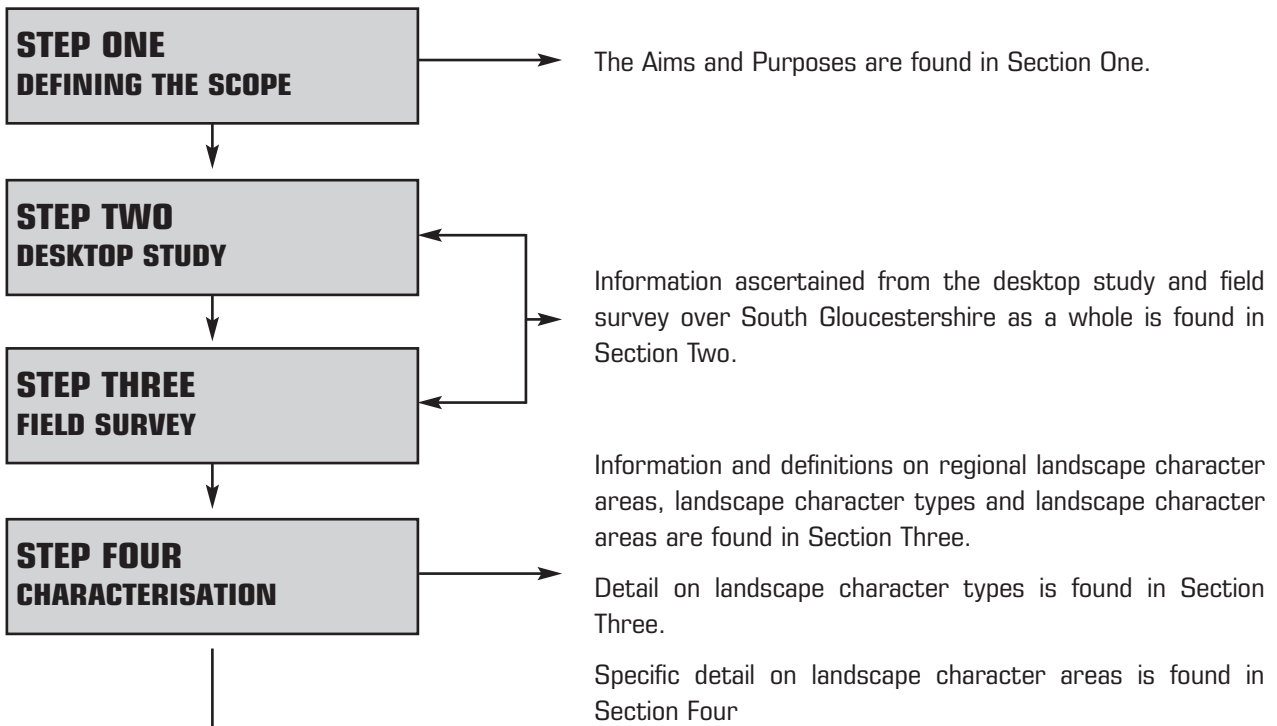 STEP ONE
DEFINING THE SCOPE
The Aims and Purposes are found in Section One.
STEP TWO
DESKTOP STUDY
Information ascertained from the desktop study and field
survey over South Gloucestershire as a whole is found in
Section Two.
STEP THREE
FIELD SURVEY
STEP FOUR
CHARACTERISATION
Information and definitions on regional landscape character
areas, landscape character types and landscape character
areas are found in Section Three.
Detail on landscape character types is found in Section
Three.
Specific detail on landscape character areas is found in
Section Four